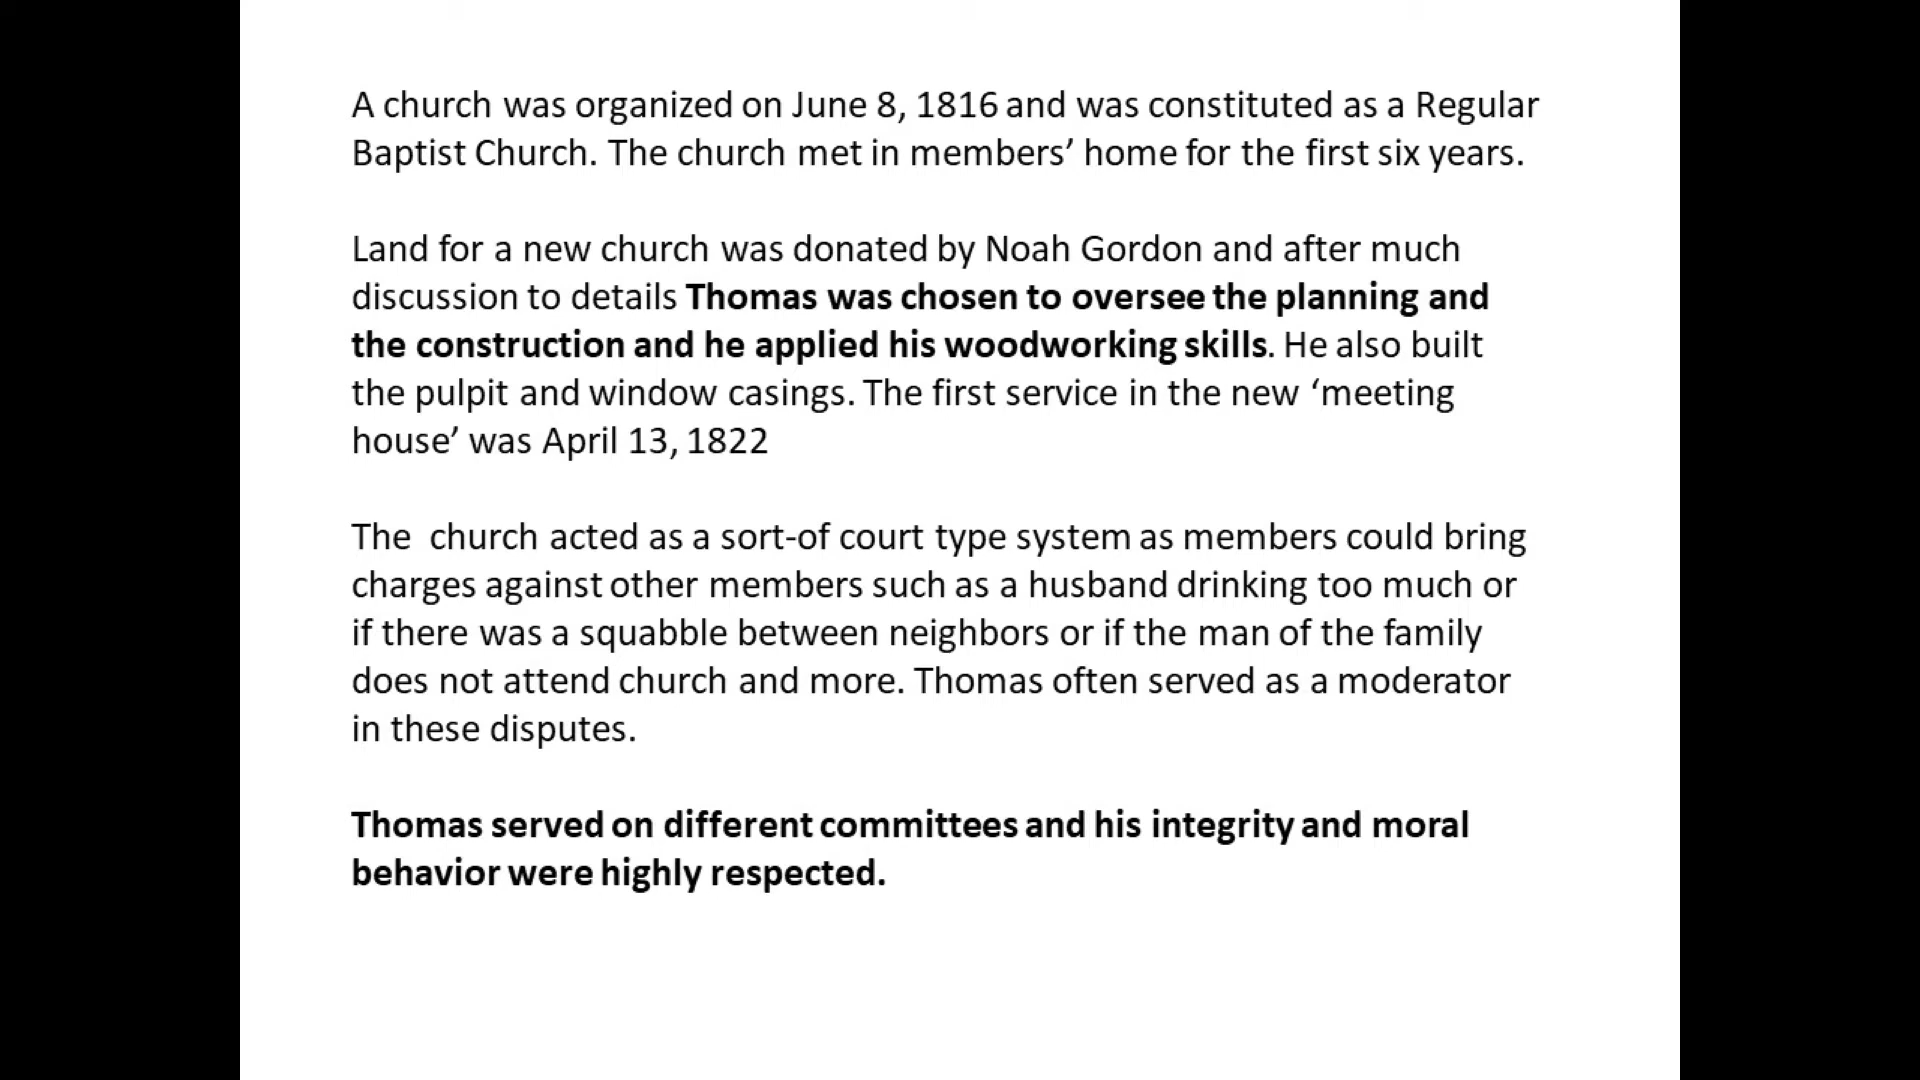 A church was organized on June 8, 1816 and was constituted as a Regular
Baptist Church. The church met in members’ home for the first six years.
Land for a new church was donated by Noah Gordon and after much
discussion to details Thomas was chosen to oversee the planning and
the construction and he applied his woodworking skills. He also built
the pulpit and window casings. The first service in the new ‘meeting
house’ was April 13, 1822
The  church acted as a sort-of court type system as members could bring
charges against other members such as a husband drinking too much or
if there was a squabble between neighbors or if the man of the family
does not attend church and more. Thomas often served as a moderator
in these disputes.
Thomas served on different committees and his integrity and moral
behavior were highly respected.